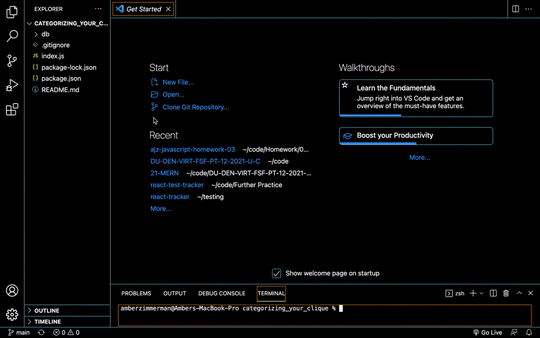 EXPLORER ...
Get Started
CATEGORIZING_YOUR_C...
db
.gitignore
index.js
package-lock.json
package.json
README.md
Start
New File...
Open...
Clone Git Repository...
Recent
ajz-javascript-homework-03 ~/code/Homework/0...
DU-DEN-VIRT-FSF-PT-12-2021-U-C ~/code
21-MERN ~/code/DU-DEN-VIRT-FSF-PT-12-2021-...
react-test-tracker ~/code/Further Practice
react-tracker ~/testing
More...
Walkthroughs
Learn the Fundamentals
Jump right into VS Code and get an
overview of the must-have features.
Boost your Productivity
More...
Show welcome page on startup
PROBLEMS OUTPUT DEBUG CONSOLE TERMINAL zsh
amberzimmerman@Ambers-MacBook-Pro categorizing_your_clique %
OUTLINE
TIMELINE
main 0 0 Go Live